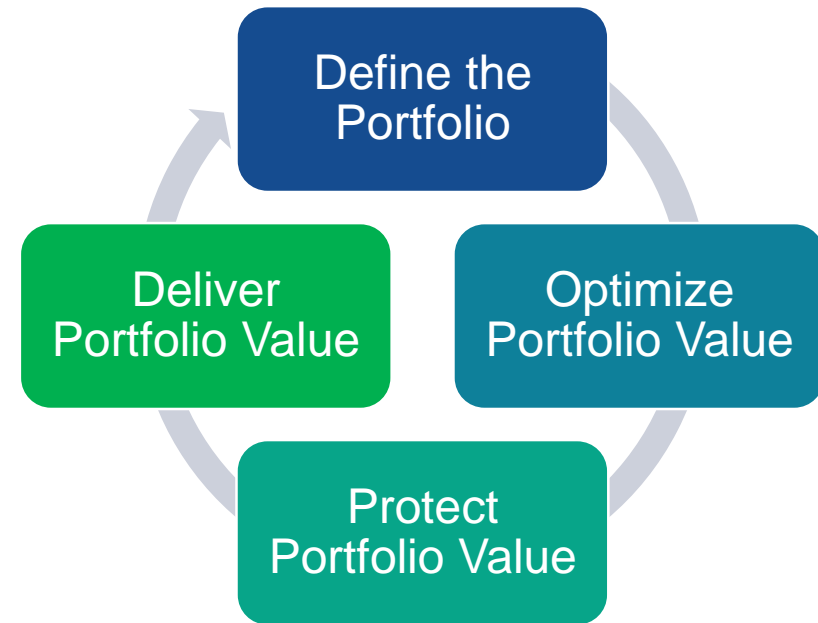 Define the
Portfolio
Optimize
Portfolio Value
Protect
Portfolio Value
Deliver
Portfolio Value